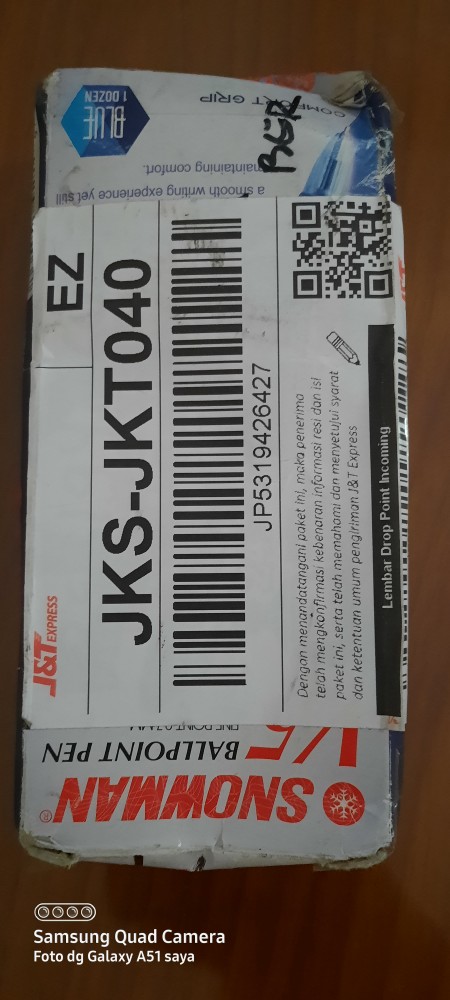 J&T EXPRESS
EZ
JKS-JKT040
JP5319426427
Dengan menandatangani paket ini, maka penerima
telah mengkonfirmasi kebenaran informasi resi dan isi
paket ini, serta telah memahami dan menyetujui syarat
dan ketentuan umum pengiriman J&T Express
Lembar Drop Point Incoming
J&T
BLUE
1 DOZEN
COMFORT GRIP
a smooth writing experience yet still
maintaining comfort.
SNOWMAN®
V5
BALLPOINT PEN
FINE POINT
Samsung Quad Camera
Foto dg Galaxy A51 saya